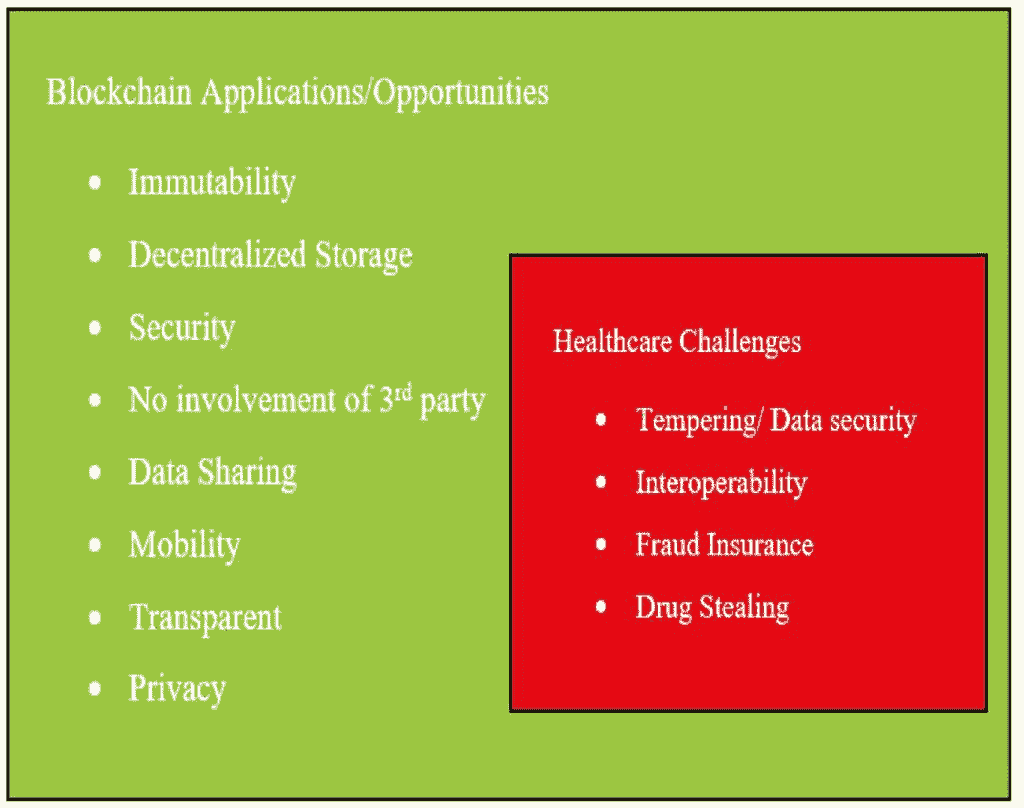 Blockchain Applications/Opportunities
• Immutability
• Decentralized Storage
• Security
• No involvement of 3rd party
• Data Sharing
• Mobility
• Transparent
• Privacy
Healthcare Challenges
• Tempering/ Data security
• Interoperability
• Fraud Insurance
• Drug Stealing